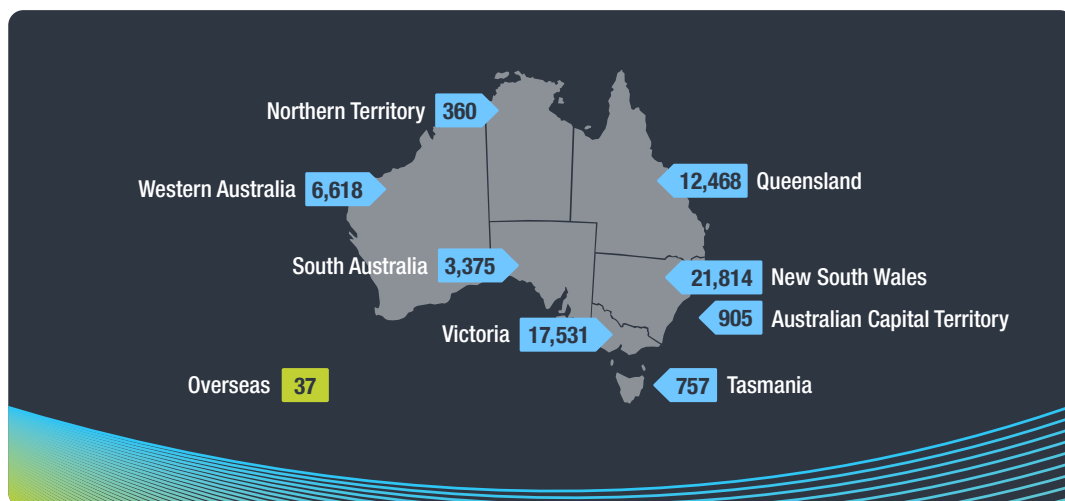 Northern Territory 360
Western Australia 6,618
12,468 Queensland
South Australia 3,375
21,814 New South Wales
905 Australian Capital Territory
Victoria 17,531
Overseas 37
757 Tasmania